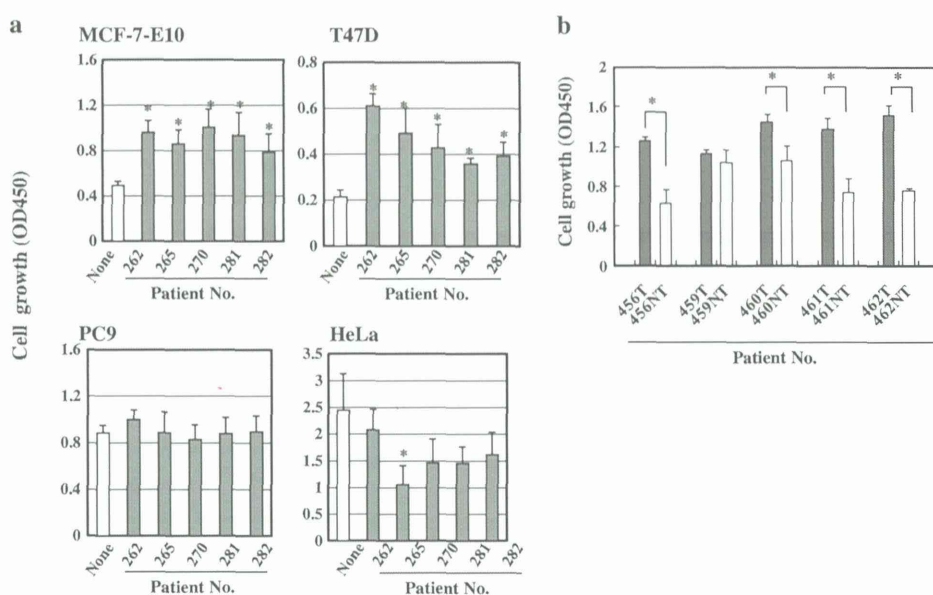 a
MCF-7-E10
1.6
1.2
0.8
0.4
0
* * * * *
None 262 265 270 281 282
Patient No.
T47D
0.8
0.6
0.4
0.2
0
* * * * *
None 262 265 270 281 282
Patient No.
Cell growth (OD450)
PC9
1.6
1.2
0.8
0.4
0
None 262 265 270 281 282
Patient No.
HeLa
3.5
3
2.5
2
1.5
1
0.5
0
*
None 262 265 270 281 282
Patient No.
b
Cell growth (OD450)
2
1.6
1.2
0.8
0.4
0
* * * *
456T 456NT 459T 459NT 460T 460NT 461T 461NT 462T 462NT
Patient No.